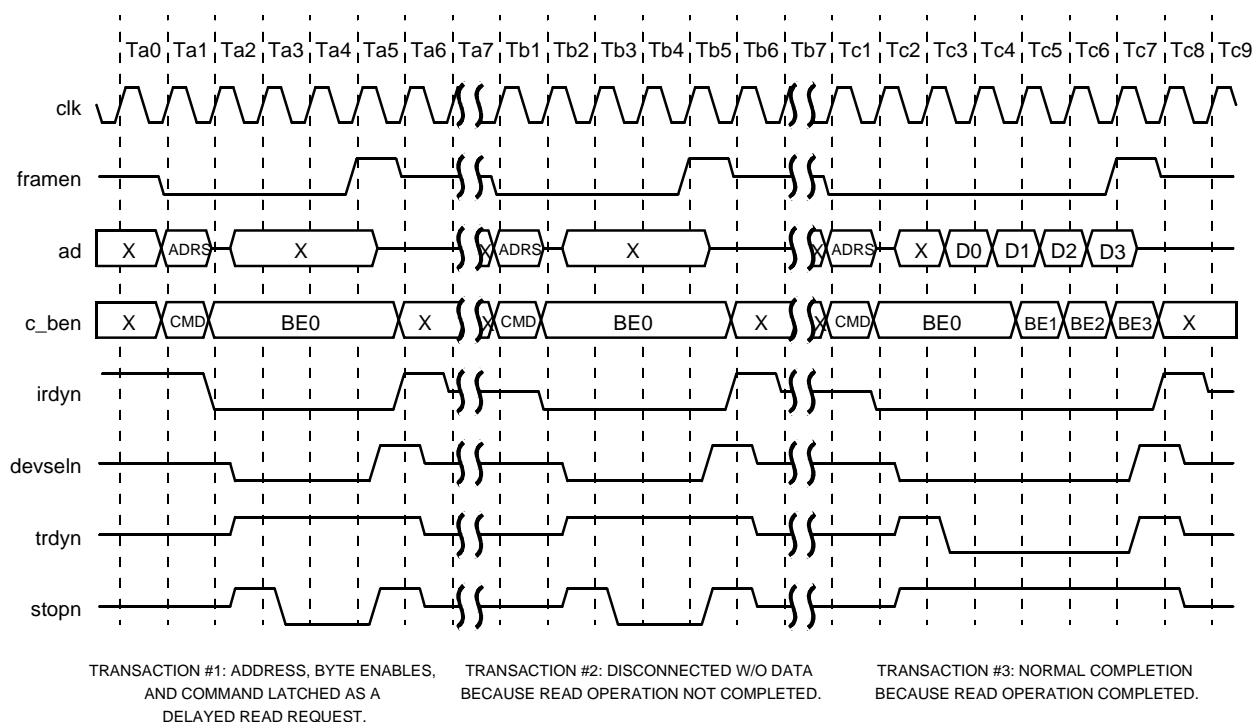 Ta0 Ta1 Ta2 Ta3 Ta4 Ta5 Ta6 Ta7 Tb1 Tb2 Tb3 Tb4 Tb5 Tb6 Tb7 Tc1 Tc2 Tc3 Tc4 Tc5 Tc6 Tc7 Tc8 Tc9
clk
framen
ad X ADRS X X ADRS X X ADRS X D0 D1 D2 D3
c_ben X CMD BE0 X X CMD BE0 X X CMD BE0 BE1 BE2 BE3 X
irdyn
devseln
trdyn
stopn
TRANSACTION #1: ADDRESS, BYTE ENABLES,
AND COMMAND LATCHED AS A
DELAYED READ REQUEST.
TRANSACTION #2: DISCONNECTED W/O DATA
BECAUSE READ OPERATION NOT COMPLETED.
TRANSACTION #3: NORMAL COMPLETION
BECAUSE READ OPERATION COMPLETED.